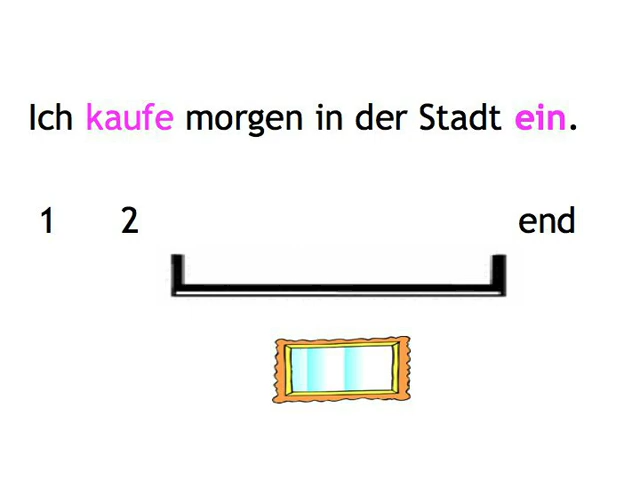 Ich kaufe morgen in der Stadt ein.
1 2 end